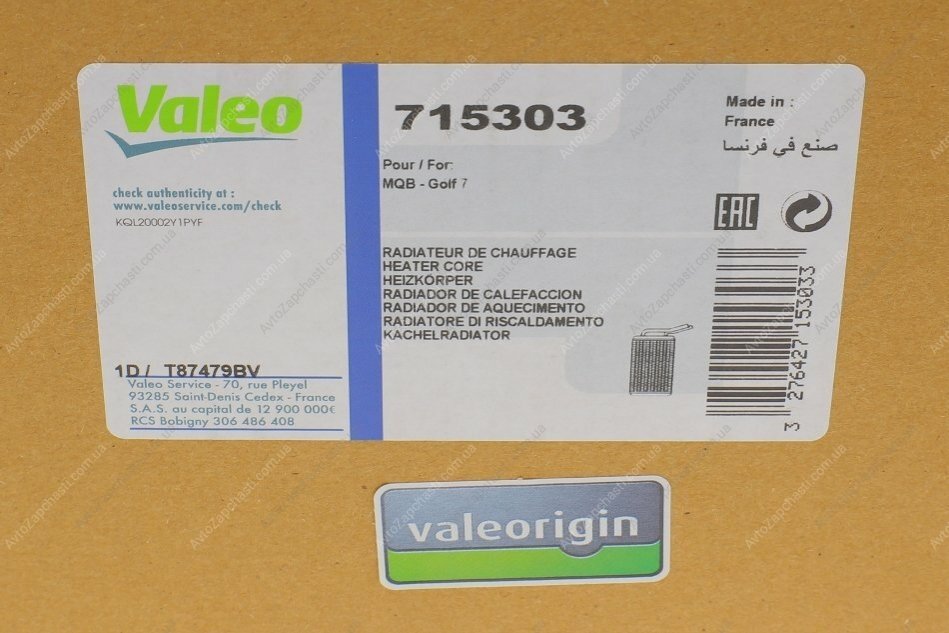 Valeo
check authenticity at :
www.valeoservice.com/check
KQL20002Y1PYF
1D / T87479BV
Valeo Service - 70, rue Pleyel
93285 Saint-Denis Cedex - France
S.A.S. au capital de 12 900 000€
RCS Bobigny 306 486 408
715303
Pour / For:
MQB - Golf 7
RADIATEUR DE CHAUFFAGE
HEATER CORE
HEIZKÖRPER
RADIADOR DE CALEFACCION
RADIADOR DE AQUECIMENTO
RADIATORE DI RISCALDAMENTO
KACHELRADIATOR
Made in :
France
صنع في فرنسا
EAC
3 276427 153033
valeorigin
AvtoZapchasti.com.ua